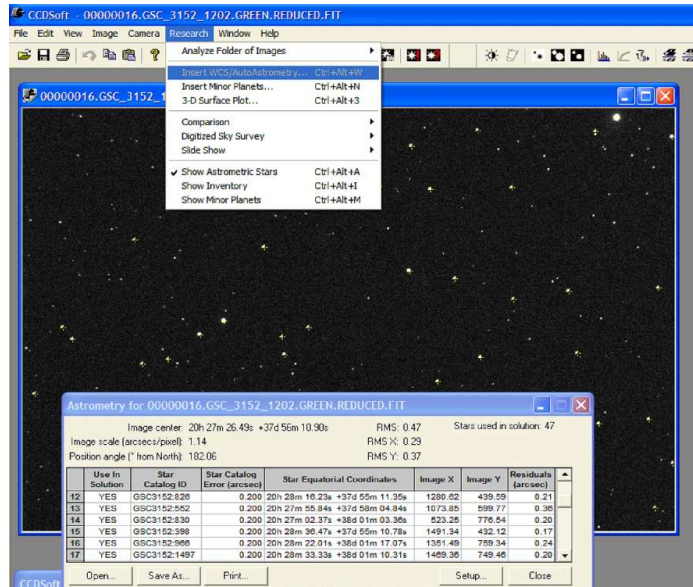 CCDSoft - 00000016.GSC_3152_1202.GREEN.REDUCED.FIT
File Edit View Image Camera Research Window Help
Analyze Folder of Images
Insert WCS/AutoAstrometry... Ctrl+Alt+W
Insert Minor Planets... Ctrl+Alt+N
3-D Surface Plot... Ctrl+Alt+3
Comparison
Digitized Sky Survey
Slide Show
Show Astrometric Stars Ctrl+Alt+A
Show Inventory Ctrl+Alt+I
Show Minor Planets Ctrl+Alt+M
00000016.GSC_3152_1
Astrometry for 00000016.GSC_3152_1202.GREEN.REDUCED.FIT
Image center: 20h 27m 26.49s +37d 56m 10.90s RMS: 0.47 Stars used in solution: 47
Image scale (arcsecs/pixel): 1.14 RMS X: 0.29
Position angle (° from North): 182.06 RMS Y: 0.37
Use In Solution Star Catalog ID Star Catalog Error (arcsec) Star Equatorial Coordinates Image X Image Y Residuals (arcsec)
12 YES GSC3152:826 0.200 20h 28m 16.23s +37d 55m 11.35s 1280.62 439.59 0.21
13 YES GSC3152:552 0.200 20h 27m 55.84s +37d 58m 04.84s 1073.85 599.77 0.36
14 YES GSC3152:830 0.200 20h 27m 02.37s +38d 01m 03.36s 523.25 776.54 0.20
15 YES GSC3152:398 0.200 20h 28m 36.47s +37d 55m 10.78s 1491.34 432.12 0.17
16 YES GSC3152:966 0.200 20h 28m 22.01s +38d 01m 17.07s 1351.49 759.34 0.24
17 YES GSC3152:1497 0.200 20h 28m 33.33s +38d 01m 10.31s 1469.36 749.46 0.20
Open... Save As... Print... Setup... Close
CCDSoft